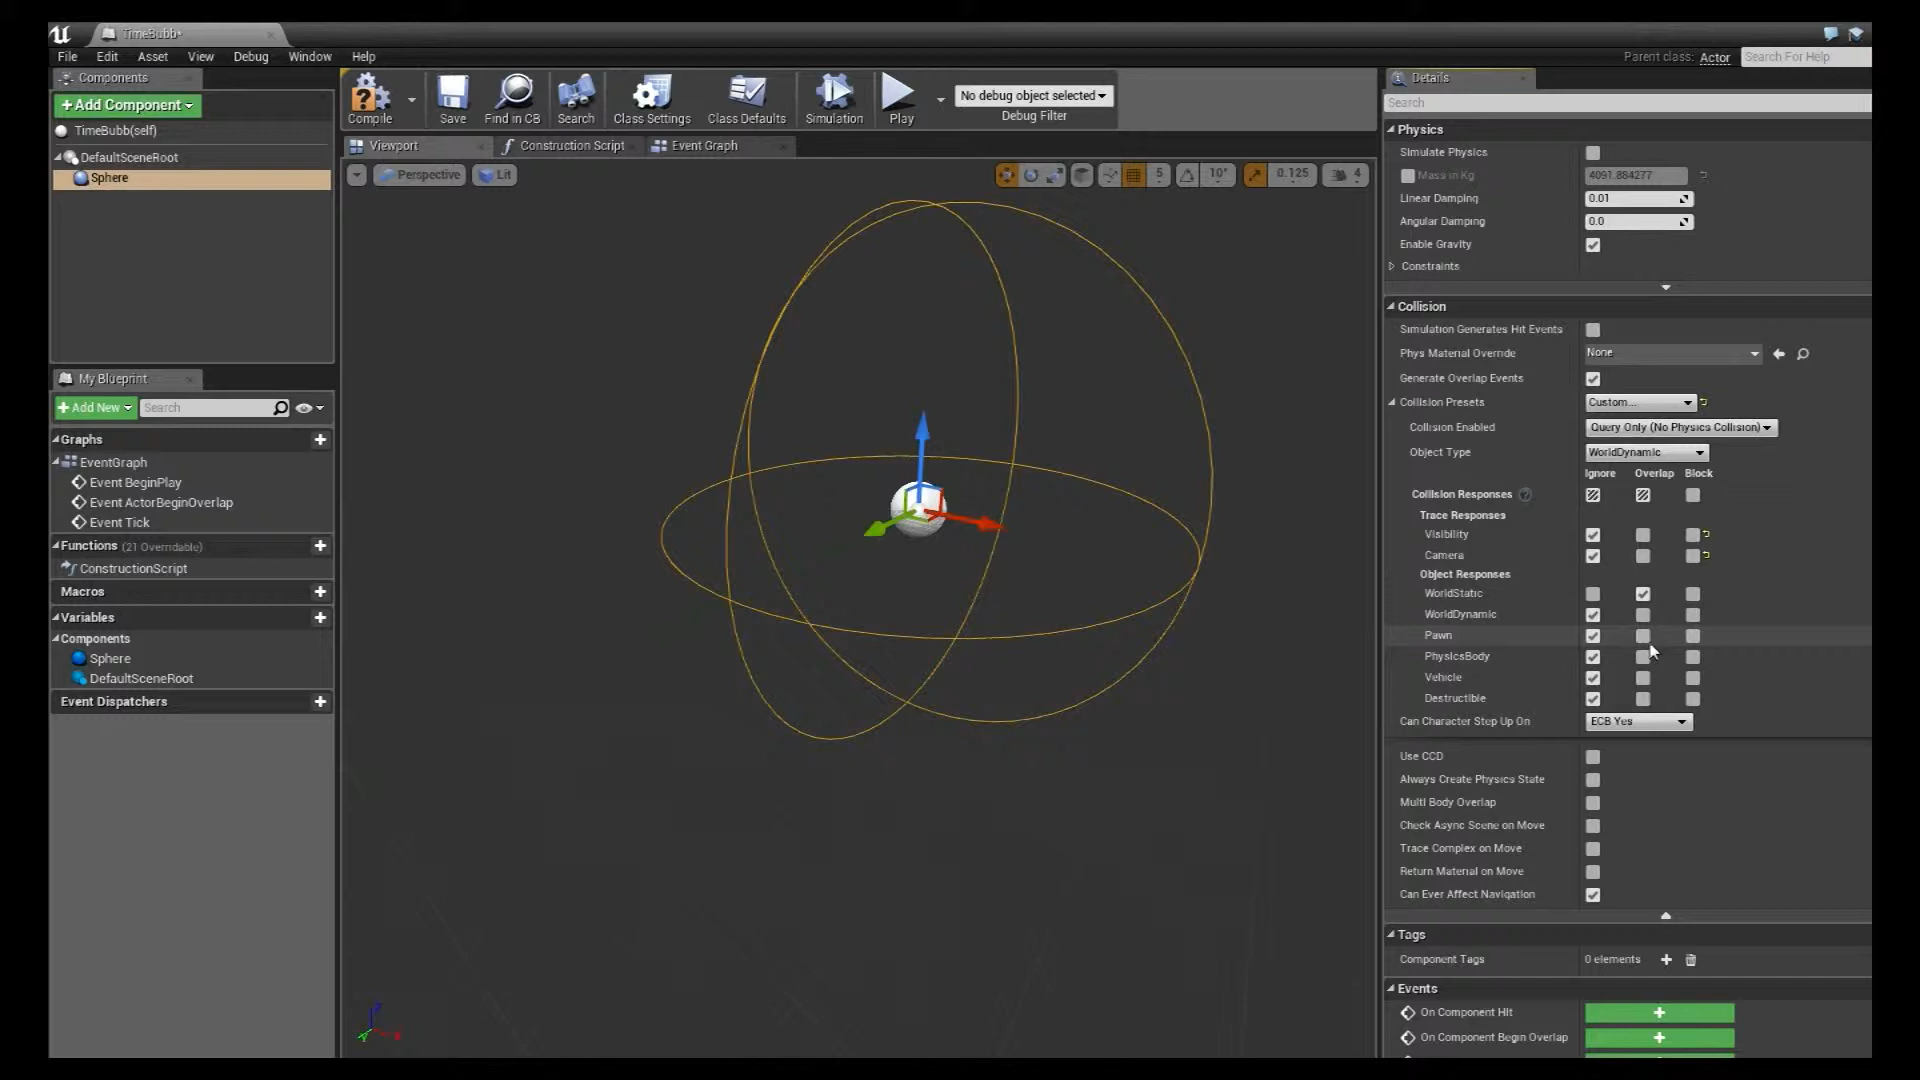 TimeBubb*
File Edit Asset View Debug Window Help
Parent class: Actor Search For Help
Components
+Add Component
TimeBubb(self)
DefaultSceneRoot
Sphere
My Blueprint
+Add New Search
Graphs
EventGraph
Event BeginPlay
Event ActorBeginOverlap
Event Tick
Functions (21 Overridable)
ConstructionScript
Macros
Variables
Components
Sphere
DefaultSceneRoot
Event Dispatchers
Compile Save Find in CB Search Class Settings Class Defaults Simulation Play
No debug object selected
Debug Filter
Viewport Construction Script Event Graph
Perspective Lit 5 10° 0.125 4
Details
Search
Physics
Simulate Physics
Mass in Kg 4091.884277
Linear Damping 0.01
Angular Damping 0.0
Enable Gravity
Constraints
Collision
Simulation Generates Hit Events
Phys Material Override None
Generate Overlap Events
Collision Presets Custom...
Collision Enabled Query Only (No Physics Collision)
Object Type WorldDynamic
Ignore Overlap Block
Collision Responses
Trace Responses
Visibility
Camera
Object Responses
WorldStatic
WorldDynamic
Pawn
PhysicsBody
Vehicle
Destructible
Can Character Step Up On ECB Yes
Use CCD
Always Create Physics State
Multi Body Overlap
Check Async Scene on Move
Trace Complex on Move
Return Material on Move
Can Ever Affect Navigation
Tags
Component Tags 0 elements
Events
On Component Hit
On Component Begin Overlap